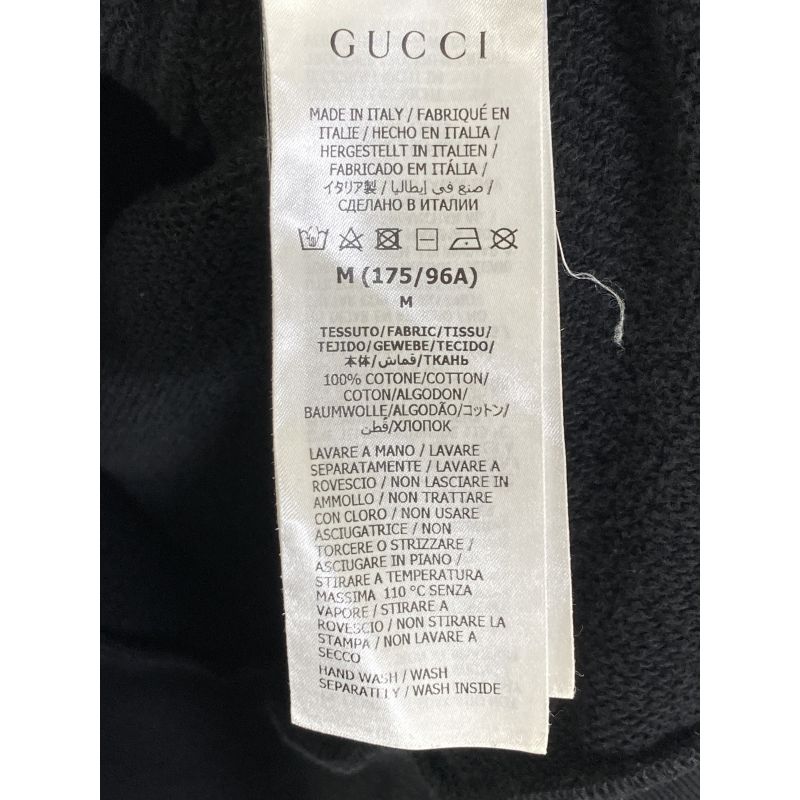 GUCCI
MADE IN ITALY / FABRIQUÉ EN
ITALIE / HECHO EN ITALIA /
HERGESTELLT IN ITALIEN /
FABRICADO EM ITÁLIA /
イタリア製 / صنع في إيطاليا /
СДЕЛАНО В ИТАЛИИ
M (175/96A)
M
TESSUTO/FABRIC/TISSU/
TEJIDO/GEWEBE/TECIDO/
本体/قماش/ТКАНЬ
100% COTONE/COTTON/
COTON/ALGODON/
BAUMWOLLE/ALGODÃO/コットン/
قطن/ХЛОПОК
LAVARE A MANO / LAVARE
SEPARATAMENTE / LAVARE A
ROVESCIO / NON LASCIARE IN
AMMOLLO / NON TRATTARE
CON CLORO / NON USARE
ASCIUGATRICE / NON
TORCERE O STRIZZARE /
ASCIUGARE IN PIANO /
STIRARE A TEMPERATURA
MASSIMA 110 °C SENZA
VAPORE / STIRARE A
ROVESCIO / NON STIRARE LA
STAMPA / NON LAVARE A
SECCO
HAND WASH / WASH
SEPARATELY / WASH INSIDE